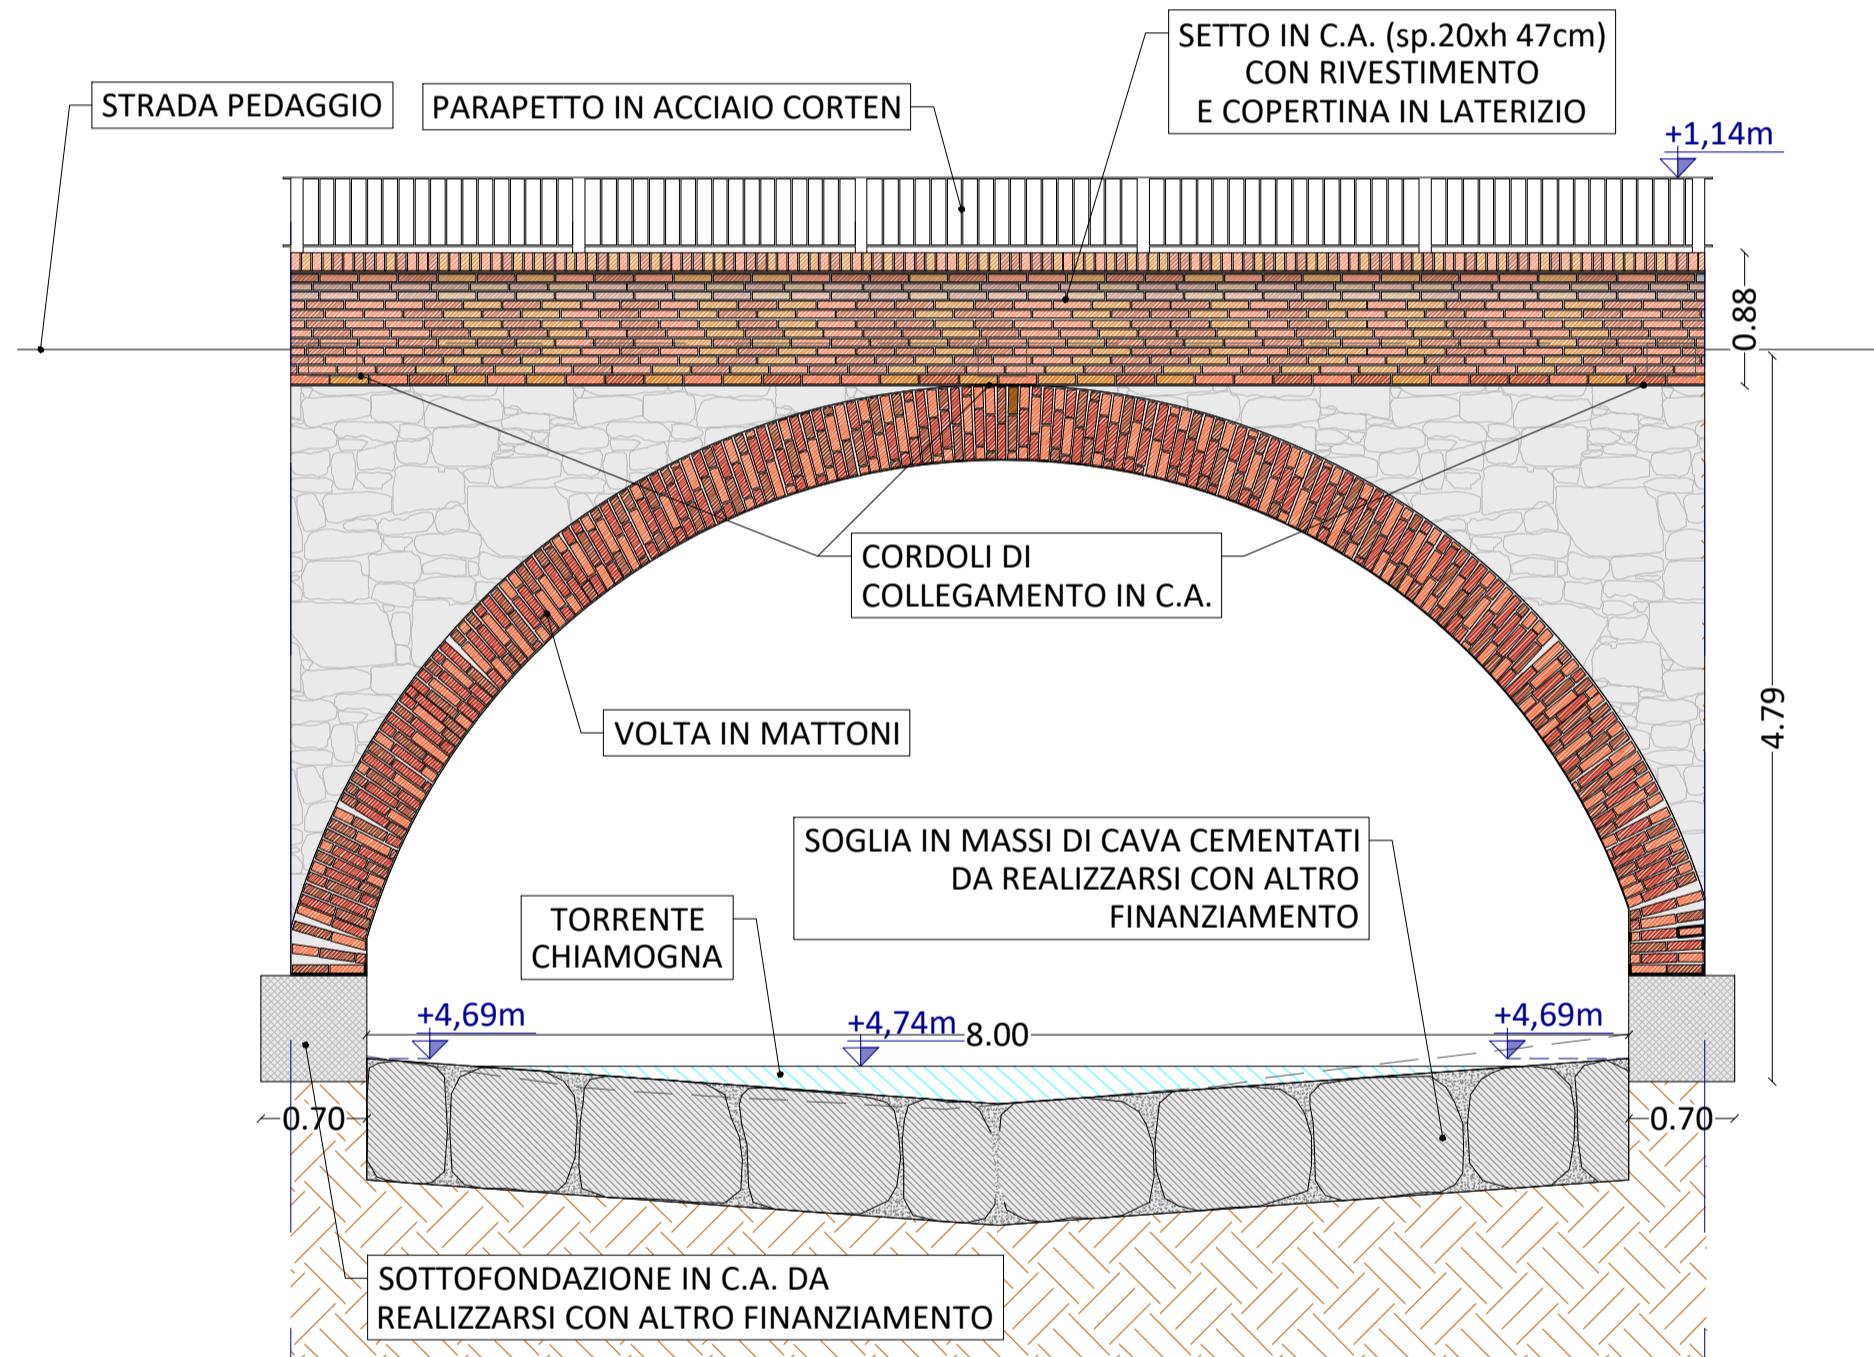 SETTO IN C.A. (sp.20xh 47cm)
CON RIVESTIMENTO
E COPERTINA IN LATERIZIO
STRADA PEDAGGIO
PARAPETTO IN ACCIAIO CORTEN
+1,14m
0.88
CORDOLI DI
COLLEGAMENTO IN C.A.
4.79
VOLTA IN MATTONI
SOGLIA IN MASSI DI CAVA CEMENTATI
DA REALIZZARSI CON ALTRO
FINANZIAMENTO
TORRENTE
CHIAMOGNA
+4,69m
+4,74m
8.00
+4,69m
0.70
0.70
SOTTOFONDAZIONE IN C.A. DA
REALIZZARSI CON ALTRO FINANZIAMENTO